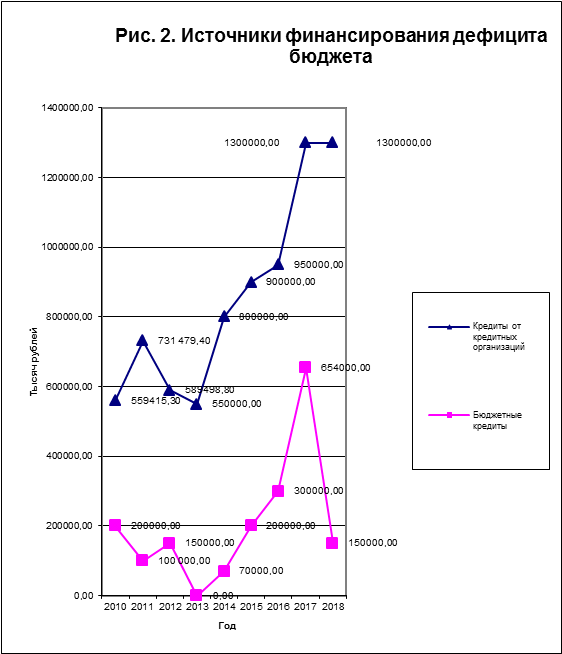 Рис. 2. Источники финансирования дефицита
бюджета
1400000,00
1300000,00
1300000,00
1200000,00
1000000,00
950000,00
900000,00
800000,00
800000,00
731 479,40
654000,00
600000,00
589498,80
559415,30
550000,00
400000,00
300000,00
200000,00
200000,00
200000,00
150000,00
150000,00
100 000,00
70000,00
0,00
0,00
2010 2011 2012 2013 2014 2015 2016 2017 2018
Год
Тысяч рублей
Кредиты от
кредитных
организаций
Бюджетные
кредиты